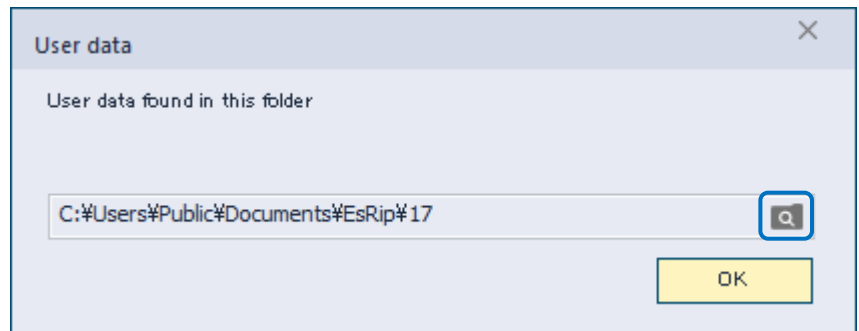 User data
User data found in this folder
C:¥Users¥Public¥Documents¥EsRip¥17
OK